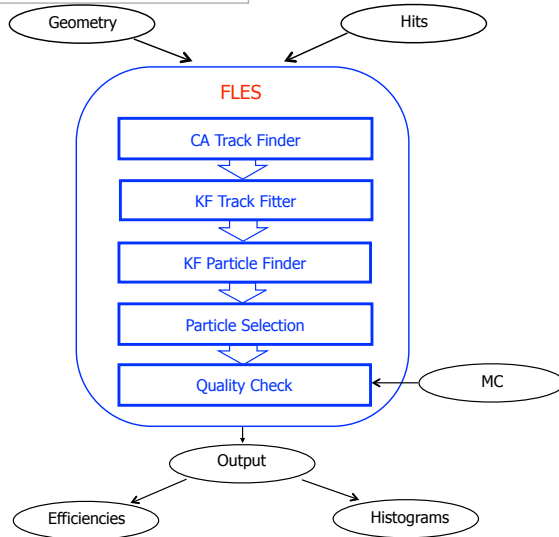 Geometry
Hits
FLES
CA Track Finder
KF Track Fitter
KF Particle Finder
Particle Selection
Quality Check
MC
Output
Efficiencies
Histograms